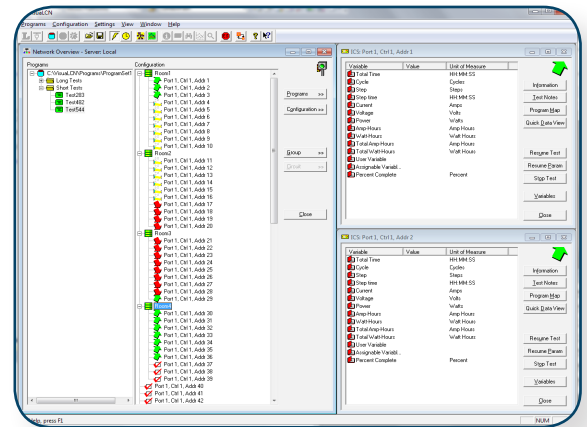 VisualLCN
Programs Configuration Settings View Window Help
Network Overview - Server: Local
Programs
C:\VisualLCN\Programs\ProgramSet1
Long Tests
Short Tests
Test283
Test482
Test544
Configuration
Room1
Port 1, Ctrl 1, Addr 1
Port 1, Ctrl 1, Addr 2
Port 1, Ctrl 1, Addr 3
Port 1, Ctrl 1, Addr 4
Port 1, Ctrl 1, Addr 5
Port 1, Ctrl 1, Addr 6
Port 1, Ctrl 1, Addr 7
Port 1, Ctrl 1, Addr 8
Port 1, Ctrl 1, Addr 9
Port 1, Ctrl 1, Addr 10
Room2
Port 1, Ctrl 1, Addr 11
Port 1, Ctrl 1, Addr 12
Port 1, Ctrl 1, Addr 13
Port 1, Ctrl 1, Addr 14
Port 1, Ctrl 1, Addr 15
Port 1, Ctrl 1, Addr 16
Port 1, Ctrl 1, Addr 17
Port 1, Ctrl 1, Addr 18
Port 1, Ctrl 1, Addr 19
Port 1, Ctrl 1, Addr 20
Room3
Port 1, Ctrl 1, Addr 21
Port 1, Ctrl 1, Addr 22
Port 1, Ctrl 1, Addr 23
Port 1, Ctrl 1, Addr 24
Port 1, Ctrl 1, Addr 25
Port 1, Ctrl 1, Addr 26
Port 1, Ctrl 1, Addr 27
Port 1, Ctrl 1, Addr 28
Port 1, Ctrl 1, Addr 29
Room4
Port 1, Ctrl 1, Addr 30
Port 1, Ctrl 1, Addr 31
Port 1, Ctrl 1, Addr 32
Port 1, Ctrl 1, Addr 33
Port 1, Ctrl 1, Addr 34
Port 1, Ctrl 1, Addr 35
Port 1, Ctrl 1, Addr 36
Port 1, Ctrl 1, Addr 37
Port 1, Ctrl 1, Addr 38
Port 1, Ctrl 1, Addr 39
Port 1, Ctrl 1, Addr 40
Port 1, Ctrl 1, Addr 41
Port 1, Ctrl 1, Addr 42
Programs >>
Configuration >>
Group >>
Circuit >>
Close
ICS: Port 1, Ctrl 1, Addr 1
Variable Value Unit of Measure
Total Time HH:MM:SS
Cycle Cycles
Step Steps
Step time HH:MM:SS
Current Amps
Voltage Volts
Power Watts
Amp-Hours Amp Hours
Watt-Hours Watt Hours
Total Amp-Hours Amp Hours
Total Watt-Hours Watt Hours
User Variable
Assignable Variabl...
Percent Complete Percent
Information
Test Notes
Program Map
Quick Data View
Resume Test
Resume Param
Stop Test
Variables
Close
ICS: Port 1, Ctrl 1, Addr 2
Variable Value Unit of Measure
Total Time HH:MM:SS
Cycle Cycles
Step Steps
Step time HH:MM:SS
Current Amps
Voltage Volts
Power Watts
Amp-Hours Amp Hours
Watt-Hours Watt Hours
Total Amp-Hours Amp Hours
Total Watt-Hours Watt Hours
User Variable
Assignable Variabl...
Percent Complete Percent
Information
Test Notes
Program Map
Quick Data View
Resume Test
Resume Param
Stop Test
Variables
Close
Help, press F1
NUM